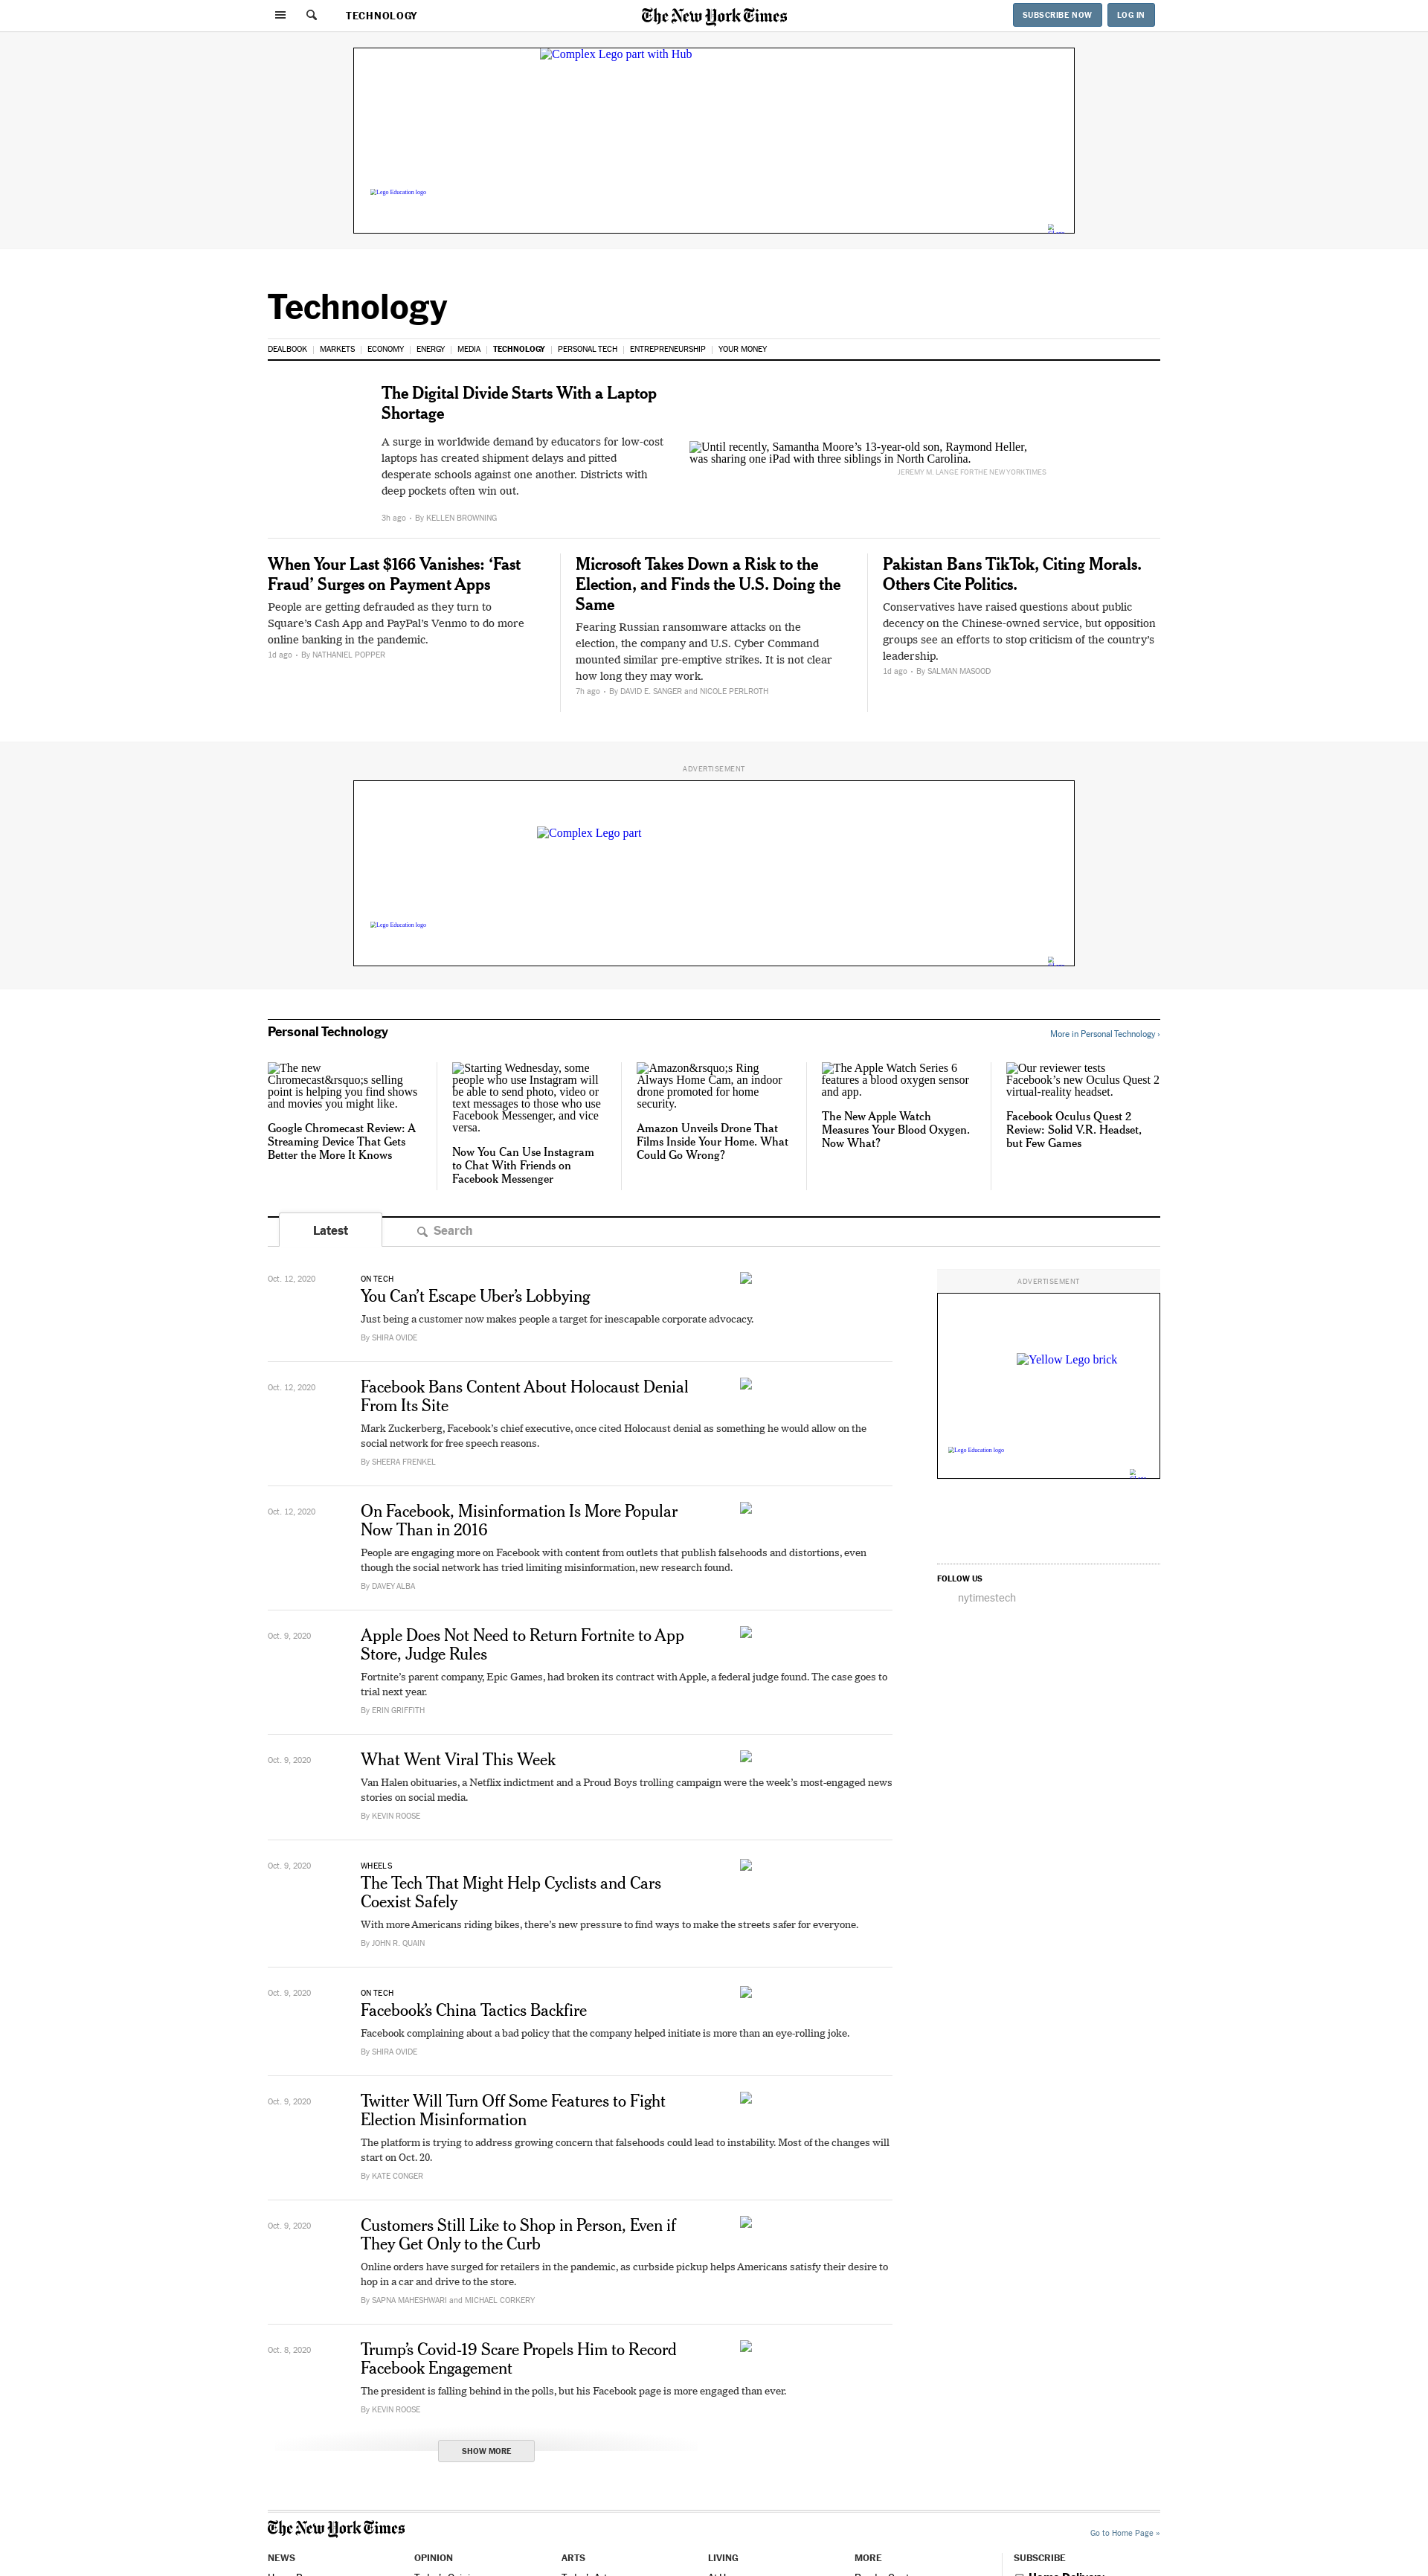 TECHNOLOGY
The New York Times
SUBSCRIBE NOW
LOG IN
Complex Lego part with Hub
Lego Education logo
Technology
DEALBOOK
MARKETS
ECONOMY
ENERGY
MEDIA
TECHNOLOGY
PERSONAL TECH
ENTREPRENEURSHIP
YOUR MONEY
The Digital Divide Starts With a Laptop
Shortage
A surge in worldwide demand by educators for low-cost
laptops has created shipment delays and pitted
desperate schools against one another. Districts with
deep pockets often win out.
3h ago • By KELLEN BROWNING
Until recently, Samantha Moore’s 13-year-old son, Raymond Heller,
was sharing one iPad with three siblings in North Carolina.
JEREMY M. LANGE FOR THE NEW YORK TIMES
When Your Last $166 Vanishes: ‘Fast
Fraud’ Surges on Payment Apps
People are getting defrauded as they turn to
Square’s Cash App and PayPal’s Venmo to do more
online banking in the pandemic.
1d ago • By NATHANIEL POPPER
Microsoft Takes Down a Risk to the
Election, and Finds the U.S. Doing the
Same
Fearing Russian ransomware attacks on the
election, the company and U.S. Cyber Command
mounted similar pre-emptive strikes. It is not clear
how long they may work.
7h ago • By DAVID E. SANGER and NICOLE PERLROTH
Pakistan Bans TikTok, Citing Morals.
Others Cite Politics.
Conservatives have raised questions about public
decency on the Chinese-owned service, but opposition
groups see an efforts to stop criticism of the country’s
leadership.
1d ago • By SALMAN MASOOD
ADVERTISEMENT
Complex Lego part
Lego Education logo
Personal Technology
More in Personal Technology ›
The new
Chromecast&rsquo;s selling
point is helping you find shows
and movies you might like.
Google Chromecast Review: A
Streaming Device That Gets
Better the More It Knows
Starting Wednesday, some
people who use Instagram will
be able to send photo, video or
text messages to those who use
Facebook Messenger, and vice
versa.
Now You Can Use Instagram
to Chat With Friends on
Facebook Messenger
Amazon&rsquo;s Ring
Always Home Cam, an indoor
drone promoted for home
security.
Amazon Unveils Drone That
Films Inside Your Home. What
Could Go Wrong?
The Apple Watch Series 6
features a blood oxygen sensor
and app.
The New Apple Watch
Measures Your Blood Oxygen.
Now What?
Our reviewer tests
Facebook’s new Oculus Quest 2
virtual-reality headset.
Facebook Oculus Quest 2
Review: Solid V.R. Headset,
but Few Games
Latest
Search
Oct. 12, 2020
ON TECH
You Can’t Escape Uber’s Lobbying
Just being a customer now makes people a target for inescapable corporate advocacy.
By SHIRA OVIDE
Oct. 12, 2020
Facebook Bans Content About Holocaust Denial
From Its Site
Mark Zuckerberg, Facebook’s chief executive, once cited Holocaust denial as something he would allow on the
social network for free speech reasons.
By SHEERA FRENKEL
Oct. 12, 2020
On Facebook, Misinformation Is More Popular
Now Than in 2016
People are engaging more on Facebook with content from outlets that publish falsehoods and distortions, even
though the social network has tried limiting misinformation, new research found.
By DAVEY ALBA
Oct. 9, 2020
Apple Does Not Need to Return Fortnite to App
Store, Judge Rules
Fortnite’s parent company, Epic Games, had broken its contract with Apple, a federal judge found. The case goes to
trial next year.
By ERIN GRIFFITH
Oct. 9, 2020
What Went Viral This Week
Van Halen obituaries, a Netflix indictment and a Proud Boys trolling campaign were the week’s most-engaged news
stories on social media.
By KEVIN ROOSE
Oct. 9, 2020
WHEELS
The Tech That Might Help Cyclists and Cars
Coexist Safely
With more Americans riding bikes, there’s new pressure to find ways to make the streets safer for everyone.
By JOHN R. QUAIN
Oct. 9, 2020
ON TECH
Facebook’s China Tactics Backfire
Facebook complaining about a bad policy that the company helped initiate is more than an eye-rolling joke.
By SHIRA OVIDE
Oct. 9, 2020
Twitter Will Turn Off Some Features to Fight
Election Misinformation
The platform is trying to address growing concern that falsehoods could lead to instability. Most of the changes will
start on Oct. 20.
By KATE CONGER
Oct. 9, 2020
Customers Still Like to Shop in Person, Even if
They Get Only to the Curb
Online orders have surged for retailers in the pandemic, as curbside pickup helps Americans satisfy their desire to
hop in a car and drive to the store.
By SAPNA MAHESHWARI and MICHAEL CORKERY
Oct. 8, 2020
Trump’s Covid-19 Scare Propels Him to Record
Facebook Engagement
The president is falling behind in the polls, but his Facebook page is more engaged than ever.
By KEVIN ROOSE
SHOW MORE
ADVERTISEMENT
Yellow Lego brick
Lego Education logo
FOLLOW US
nytimestech
The New York Times
Go to Home Page »
NEWS
OPINION
ARTS
LIVING
MORE
SUBSCRIBE